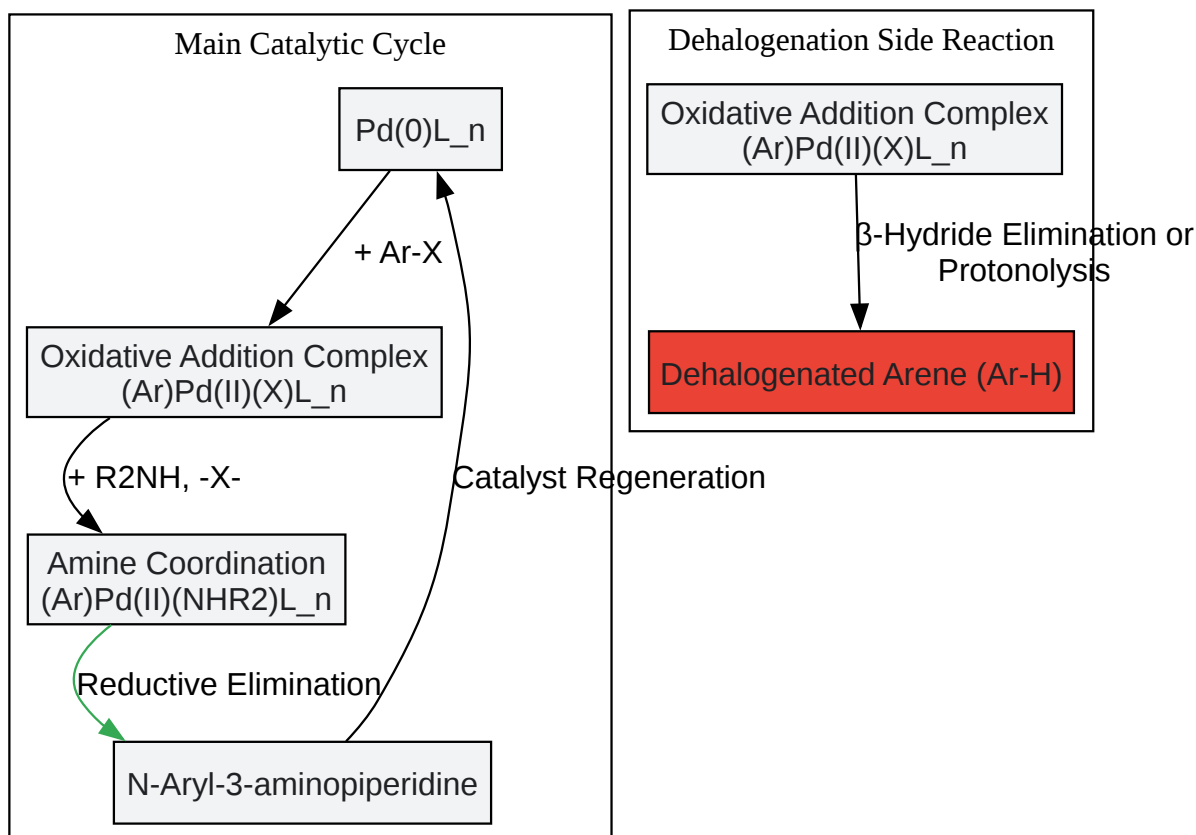 Main Catalytic Cycle
Pd(0)L_n
+ Ar-X
Oxidative Addition Complex
(Ar)Pd(II)(X)L_n
+ R2NH, -X-
Catalyst Regeneration
Amine Coordination
(Ar)Pd(II)(NHR2)L_n
Reductive Elimination
N-Aryl-3-aminopiperidine
Dehalogenation Side Reaction
Oxidative Addition Complex
(Ar)Pd(II)(X)L_n
β-Hydride Elimination or
Protonolysis
Dehalogenated Arene (Ar-H)